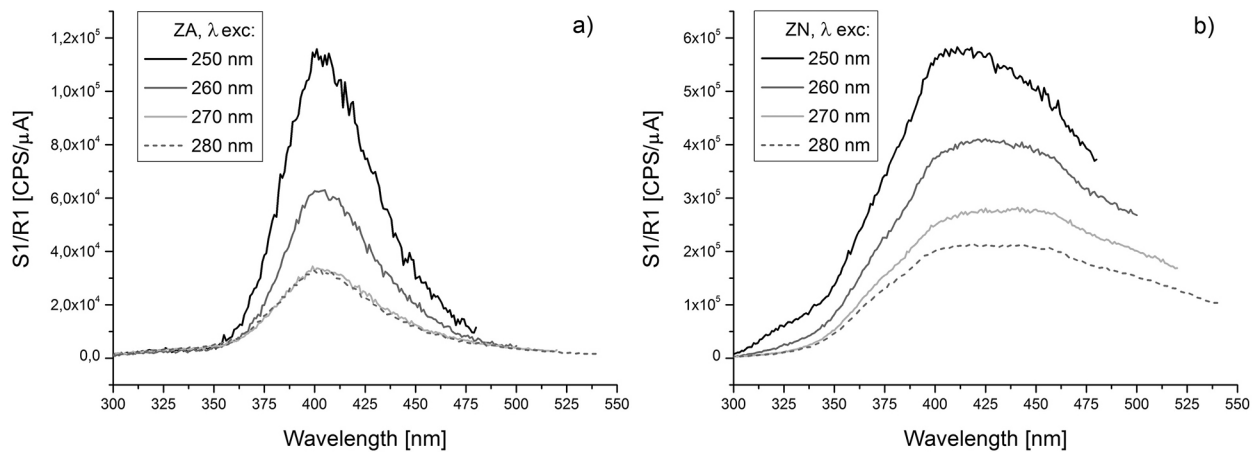 a)
ZA, λ exc:
250 nm
260 nm
270 nm
280 nm
1,2x10⁵
1,0x10⁵
8,0x10⁴
6,0x10⁴
4,0x10⁴
2,0x10⁴
0,0
S1/R1 [CPS/μA]
300 325 350 375 400 425 450 475 500 525 550
Wavelength [nm]
b)
ZN, λ exc:
250 nm
260 nm
270 nm
280 nm
6x10⁵
5x10⁵
4x10⁵
3x10⁵
2x10⁵
1x10⁵
0
S1/R1 [CPS/μA]
300 325 350 375 400 425 450 475 500 525 550
Wavelength [nm]